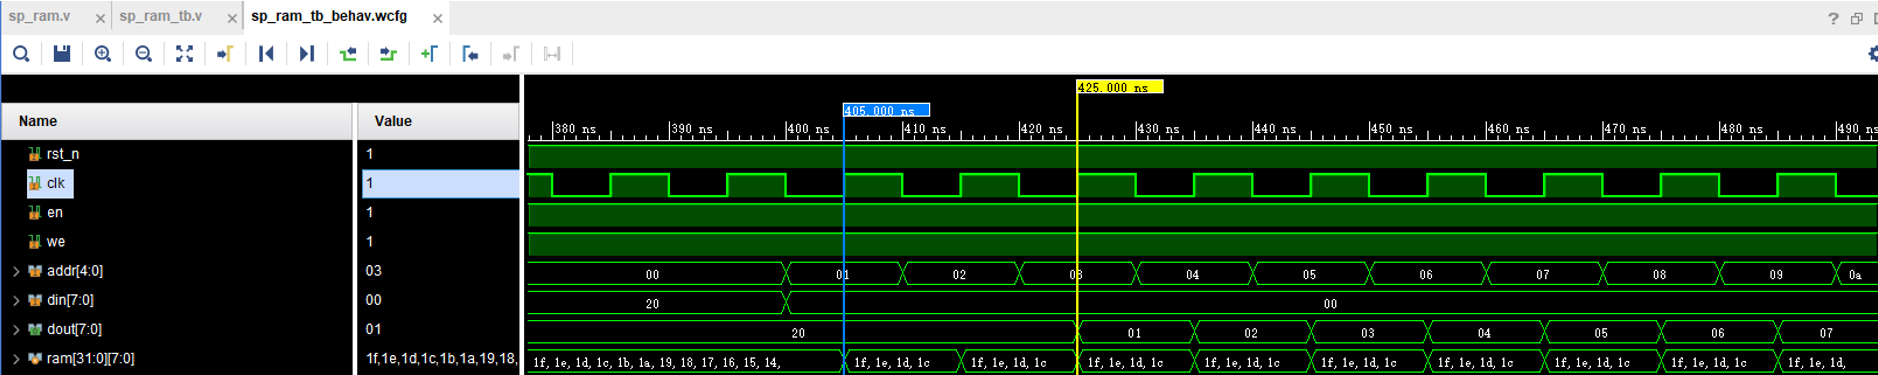 sp_ram.v × sp_ram_tb.v × sp_ram_tb_behav.wcfg ×
?
425.000 ns
405.000 ns
Name Value
380 ns 390 ns 400 ns 410 ns 420 ns 430 ns 440 ns 450 ns 460 ns 470 ns 480 ns 490 ns
rst_n 1
clk 1
en 1
we 1
addr[4:0] 03 00 01 02 03 04 05 06 07 08 09 0a
din[7:0] 00 20 00
dout[7:0] 01 20 01 02 03 04 05 06 07
ram[31:0][7:0] 1f,1e,1d,1c,1b,1a,19,18, 1f, 1e, 1d, 1c, 1b, 1a, 19, 18, 17, 16, 15, 14, 1f, 1e, 1d, 1c 1f, 1e, 1d, 1c 1f, 1e, 1d, 1c 1f, 1e, 1d, 1c 1f, 1e, 1d, 1c 1f, 1e, 1d, 1c 1f, 1e, 1d, 1c 1f, 1e, 1d, 1c 1f, 1e, 1d,